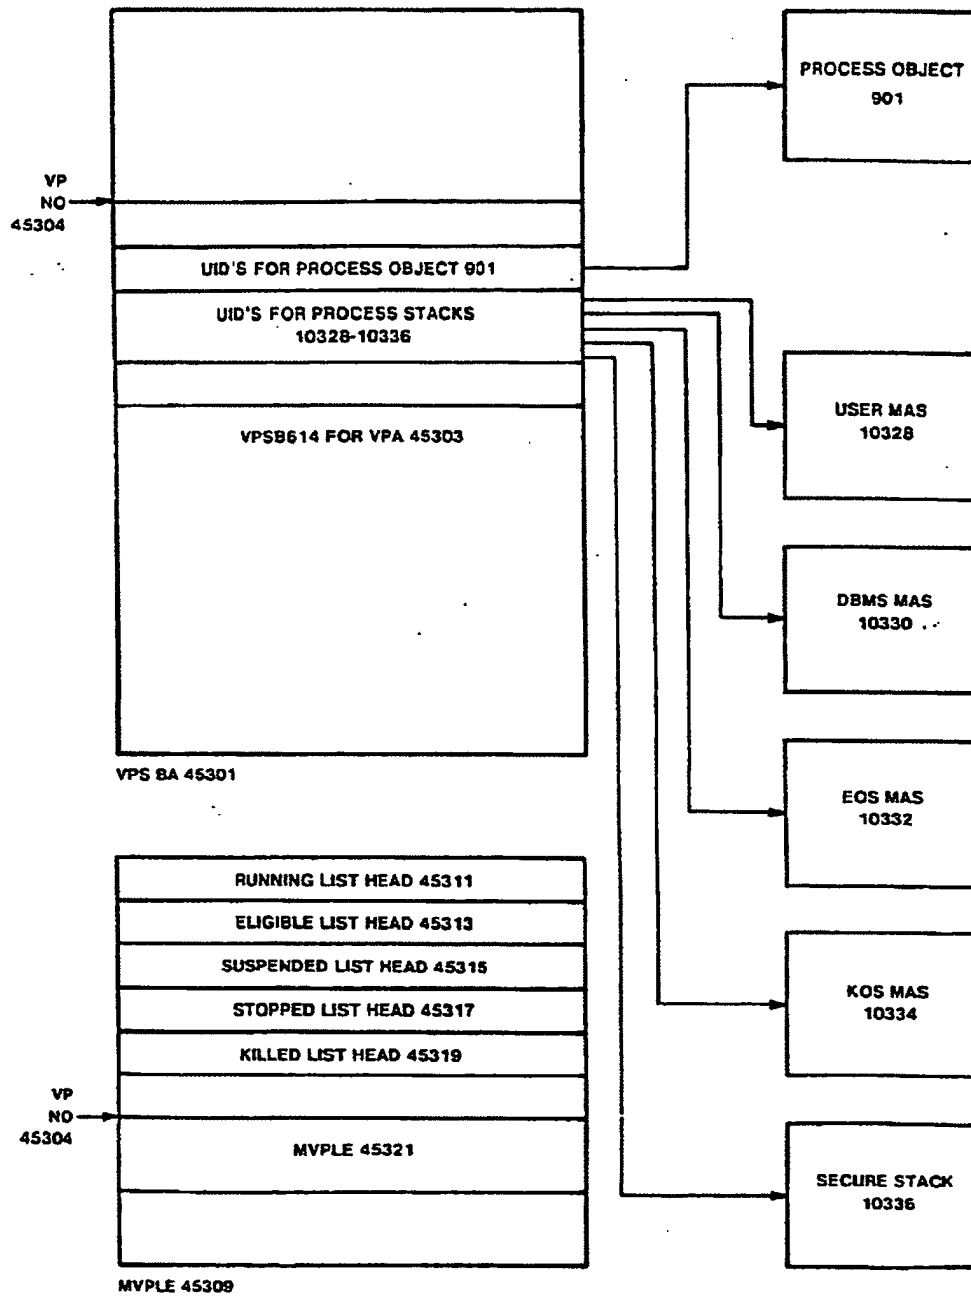 PROCESS OBJECT
901
VP
NO
45304
UID'S FOR PROCESS OBJECT 901
UID'S FOR PROCESS STACKS
10328-10336
VPSB614 FOR VPA 45303
USER MAS
10328
DBMS MAS
10330
VPS BA 45301
EOS MAS
10332
RUNNING LIST HEAD 45311
ELIGIBLE LIST HEAD 45313
SUSPENDED LIST HEAD 45315
STOPPED LIST HEAD 45317
KILLED LIST HEAD 45319
KOS MAS
10334
VP
NO
45304
MVPLE 45321
SECURE STACK
10336
MVPLE 45309